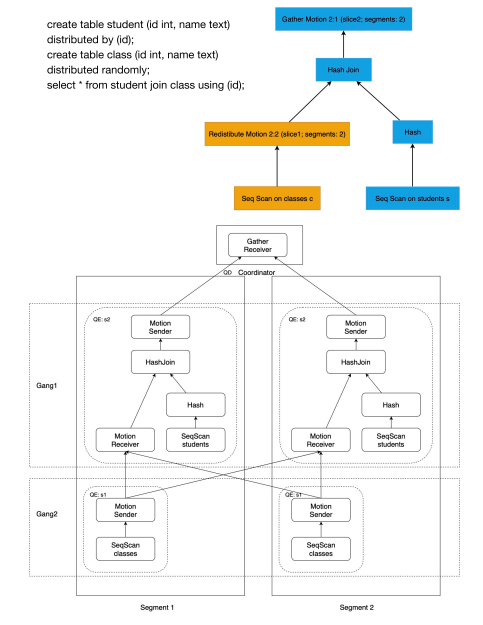 create table student (id int, name text)
distributed by (id);
create table class (id int, name text)
distributed randomly;
select * from student join class using (id);
Gather Motion 2:1 (slice2; segments: 2)
Hash Join
Redistibute Motion 2:2 (slice1; segments: 2)
Hash
Seq Scan on classes c
Seq Scan on students s
Gather
Receiver
QD
Coordinator
Gang1
QE: s2
Motion
Sender
HashJoin
Hash
Motion
Receiver
SeqScan
students
QE: s2
Motion
Sender
HashJoin
Hash
Motion
Receiver
SeqScan
students
Gang2
QE: s1
Motion
Sender
SeqScan
classes
QE: s1
Motion
Sender
SeqScan
classes
Segment 1
Segment 2